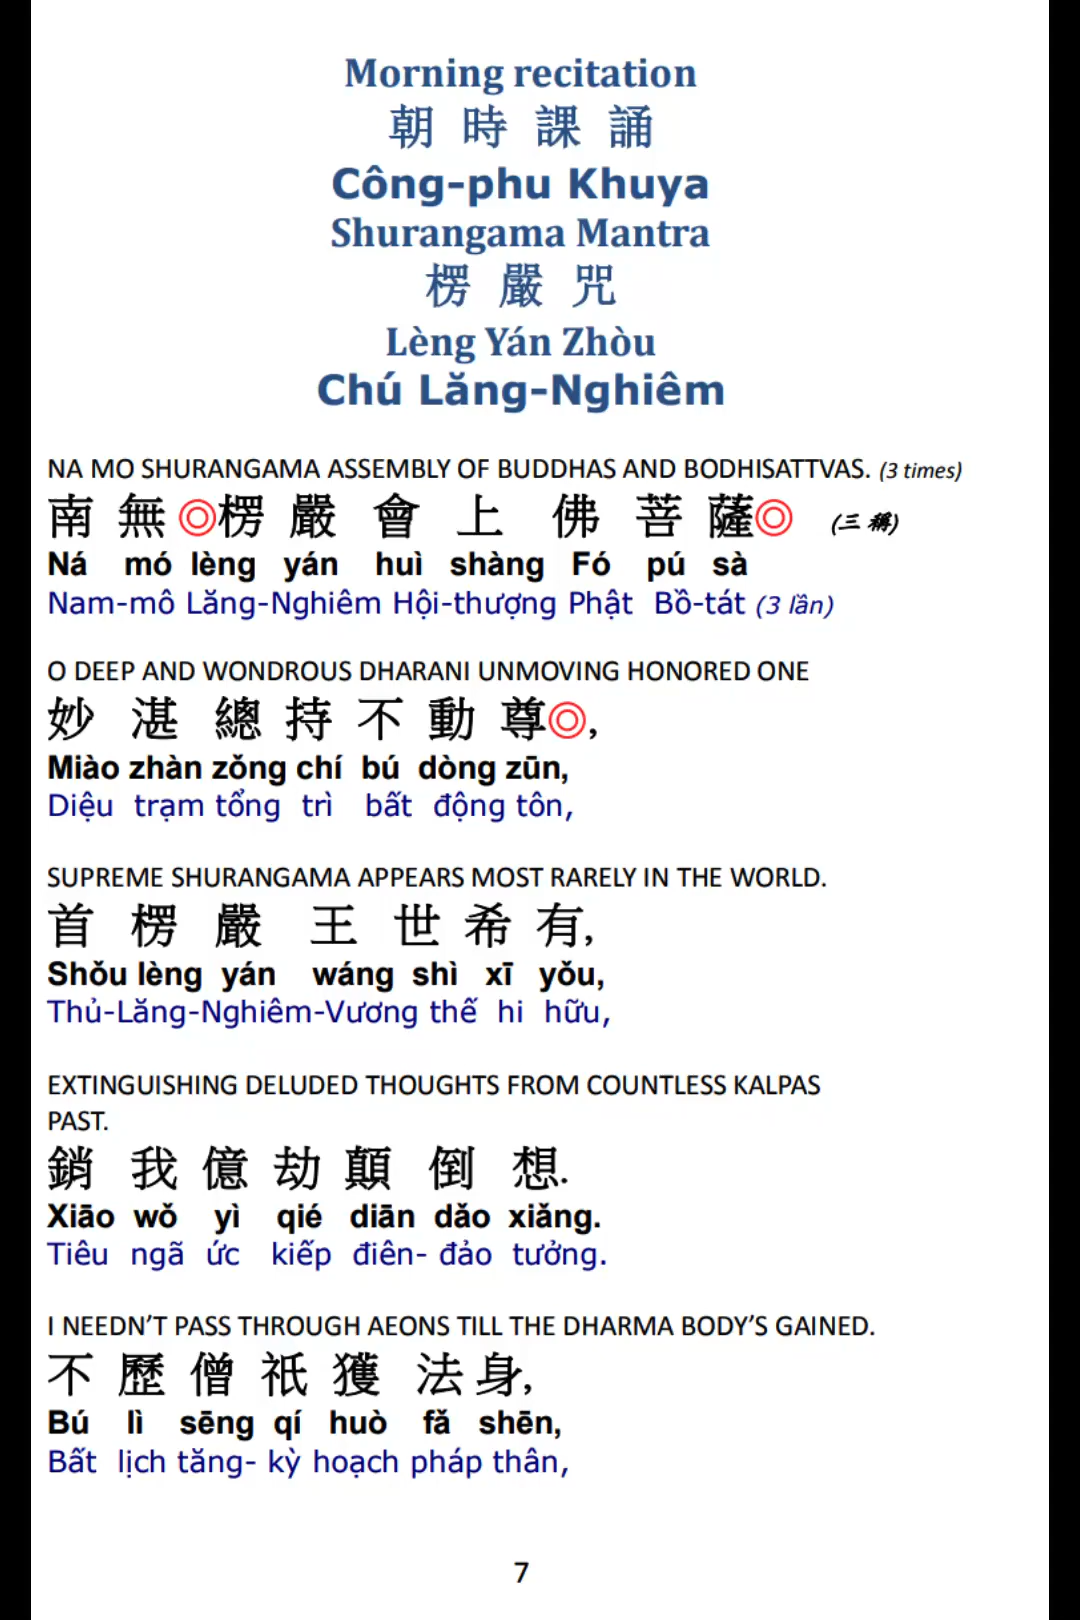 Morning recitation
朝 時 課 誦
Công-phu Khuya
Shurangama Mantra
楞 嚴 咒
Lèng Yán Zhòu
Chú Lăng-Nghiêm
NA MO SHURANGAMA ASSEMBLY OF BUDDHAS AND BODHISATTVAS. (3 times)
南 無 ◎楞 嚴 會 上 佛 菩 薩◎ (三 稱)
Ná mó lèng yán huì shàng Fó pú sà
Nam-mô Lăng-Nghiêm Hội-thượng Phật Bồ-tát (3 lần)
O DEEP AND WONDROUS DHARANI UNMOVING HONORED ONE
妙 湛 總 持 不 動 尊◎,
Miào zhàn zǒng chí bú dòng zūn,
Diệu trạm tổng trì bất động tôn,
SUPREME SHURANGAMA APPEARS MOST RARELY IN THE WORLD.
首 楞 嚴 王 世 希 有,
Shǒu lèng yán wáng shì xī yǒu,
Thủ-Lăng-Nghiêm-Vương thế hi hữu,
EXTINGUISHING DELUDED THOUGHTS FROM COUNTLESS KALPAS
PAST.
銷 我 億 劫 顛 倒 想.
Xiāo wǒ yì qié diān dǎo xiǎng.
Tiêu ngã ức kiếp điên- đảo tưởng.
I NEEDN'T PASS THROUGH AEONS TILL THE DHARMA BODY'S GAINED.
不 歷 僧 祇 獲 法 身,
Bú lì sēng qí huò fǎ shēn,
Bất lịch tăng- kỳ hoạch pháp thân,
7